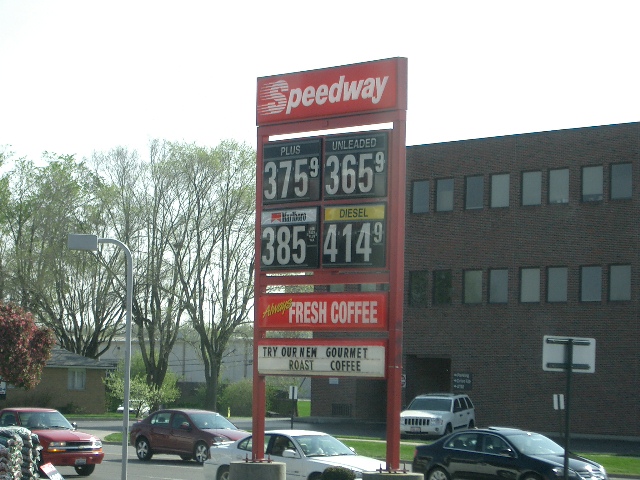 Speedway
PLUS UNLEADED
375 9 365 9
Marlboro DIESEL
385 414 9
Always FRESH COFFEE
TRY OUR NEW GOURMET
ROAST COFFEE